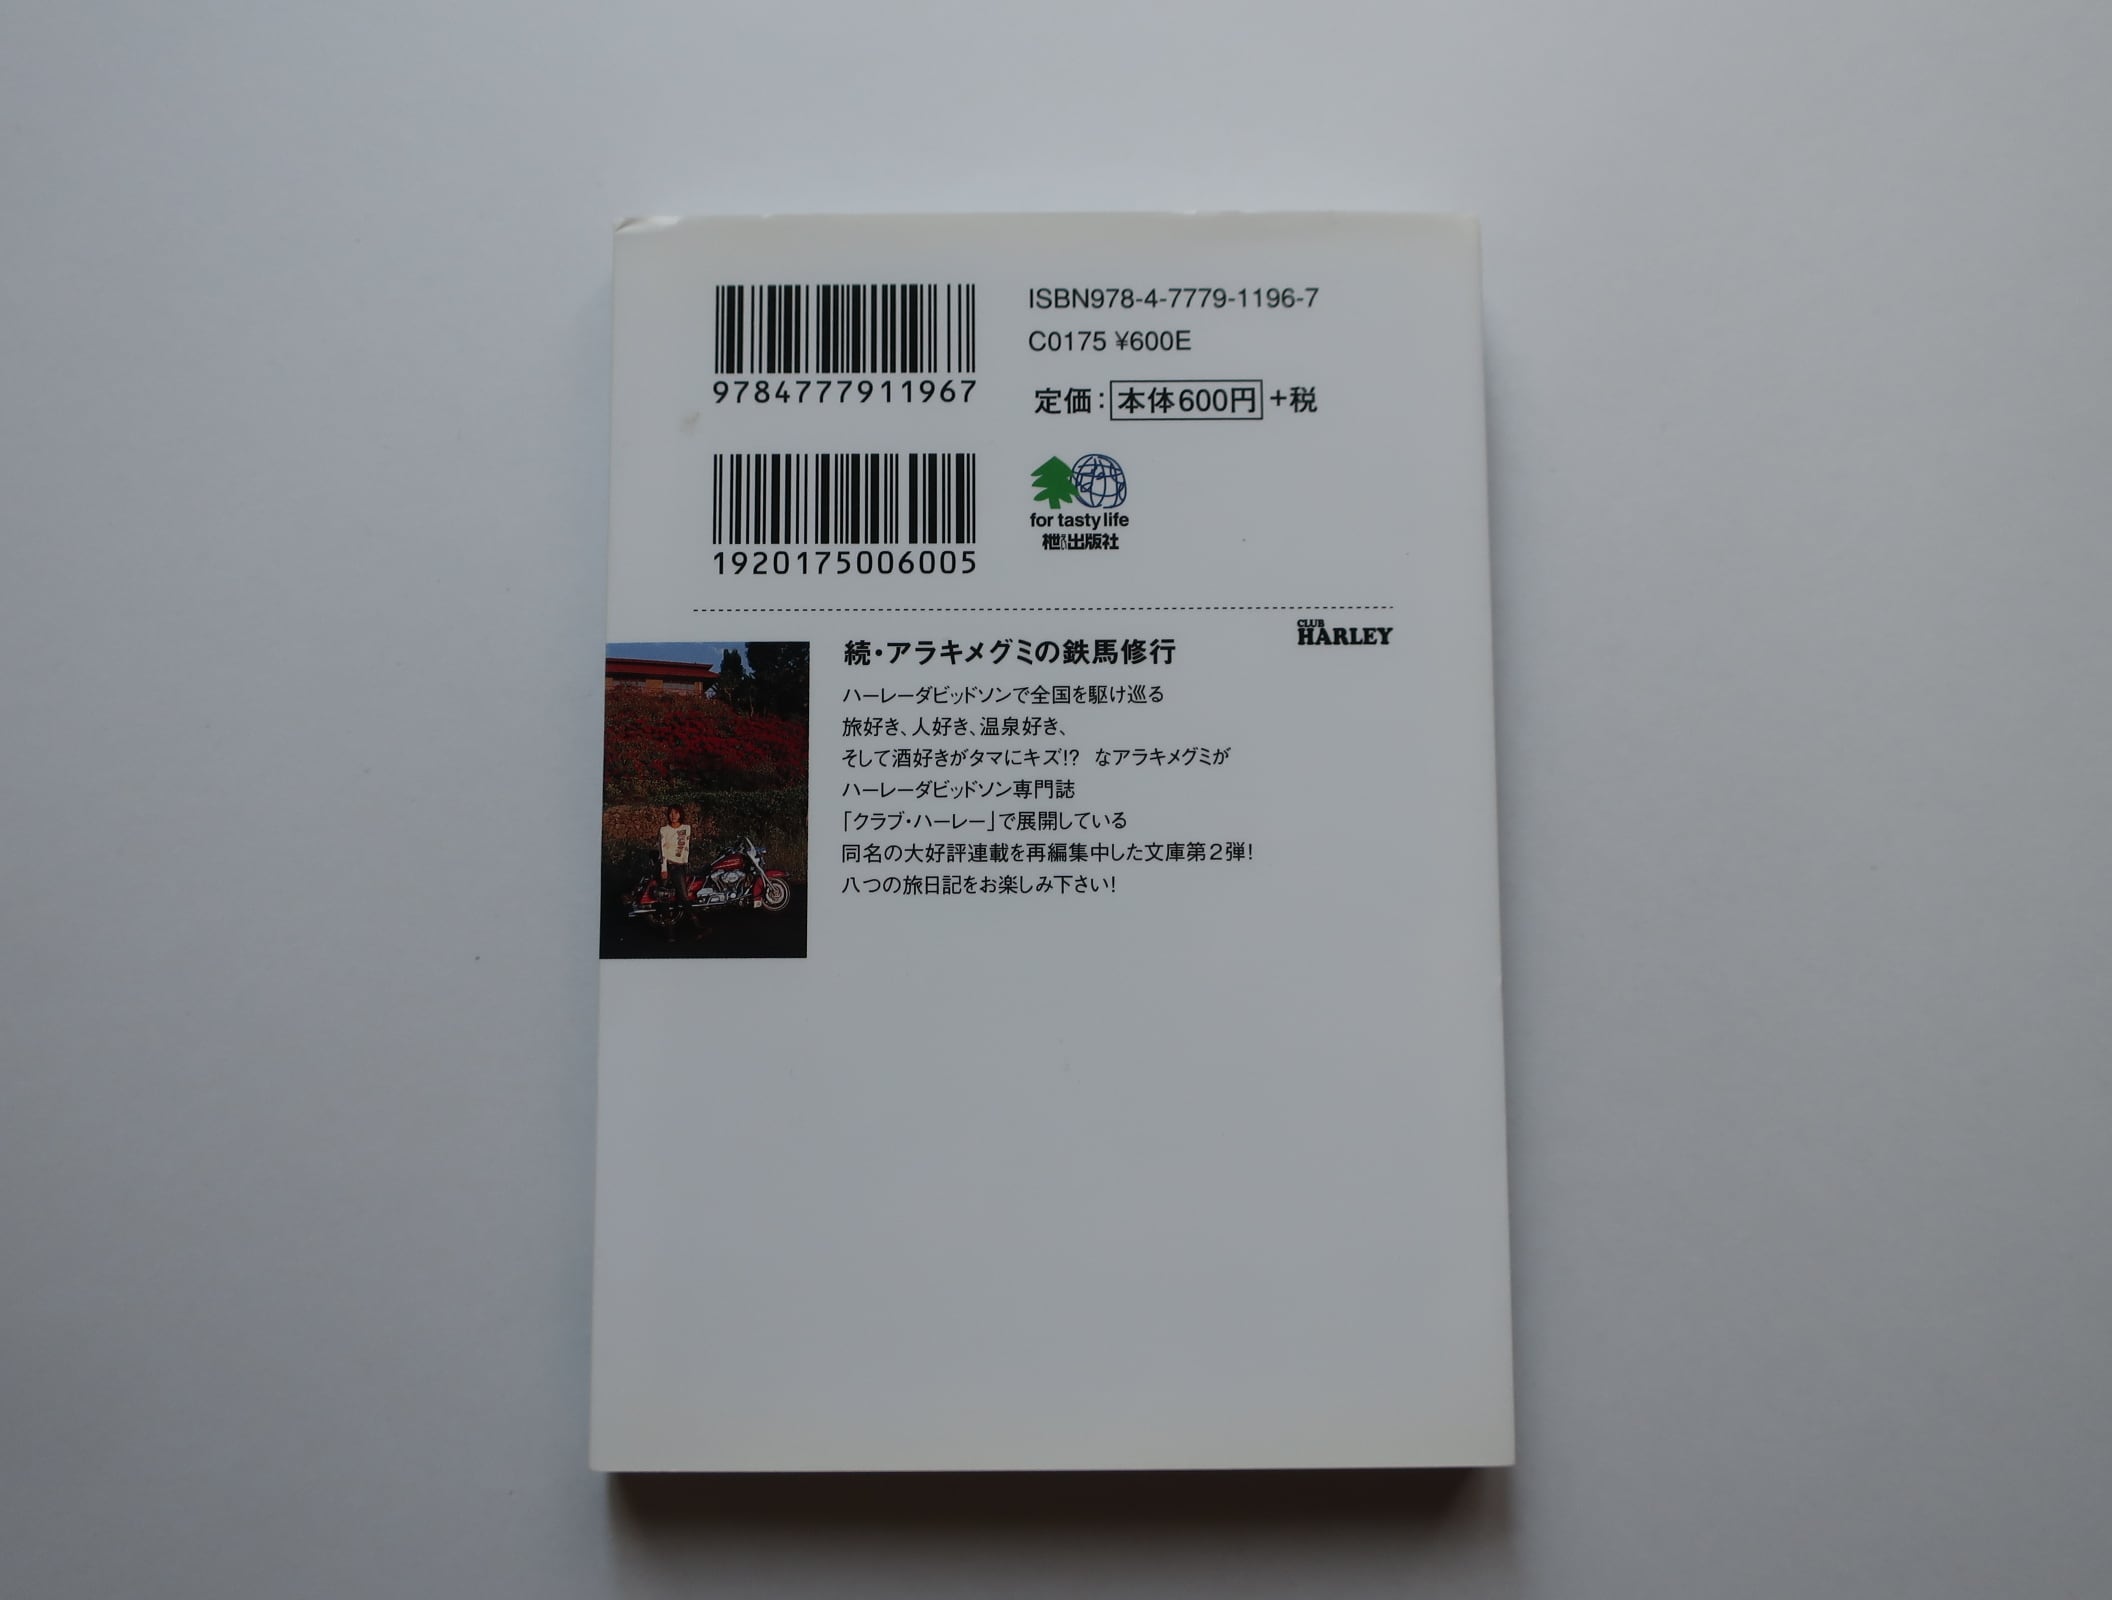 ISBN978-4-7779-1196-7
C0175 ¥600E
9784777911967
定価：本体600円+税
1920175006005
for tasty life
枻出版社
CLUB
HARLEY
続・アラキメグミの鉄馬修行
ハーレーダビッドソンで全国を駆け巡る
旅好き、人好き、温泉好き、
そして酒好きがタマにキズ!? なアラキメグミが
ハーレーダビッドソン専門誌
「クラブ・ハーレー」で展開している
同名の大好評連載を再編集中した文庫第２弾!
八つの旅日記をお楽しみ下さい!